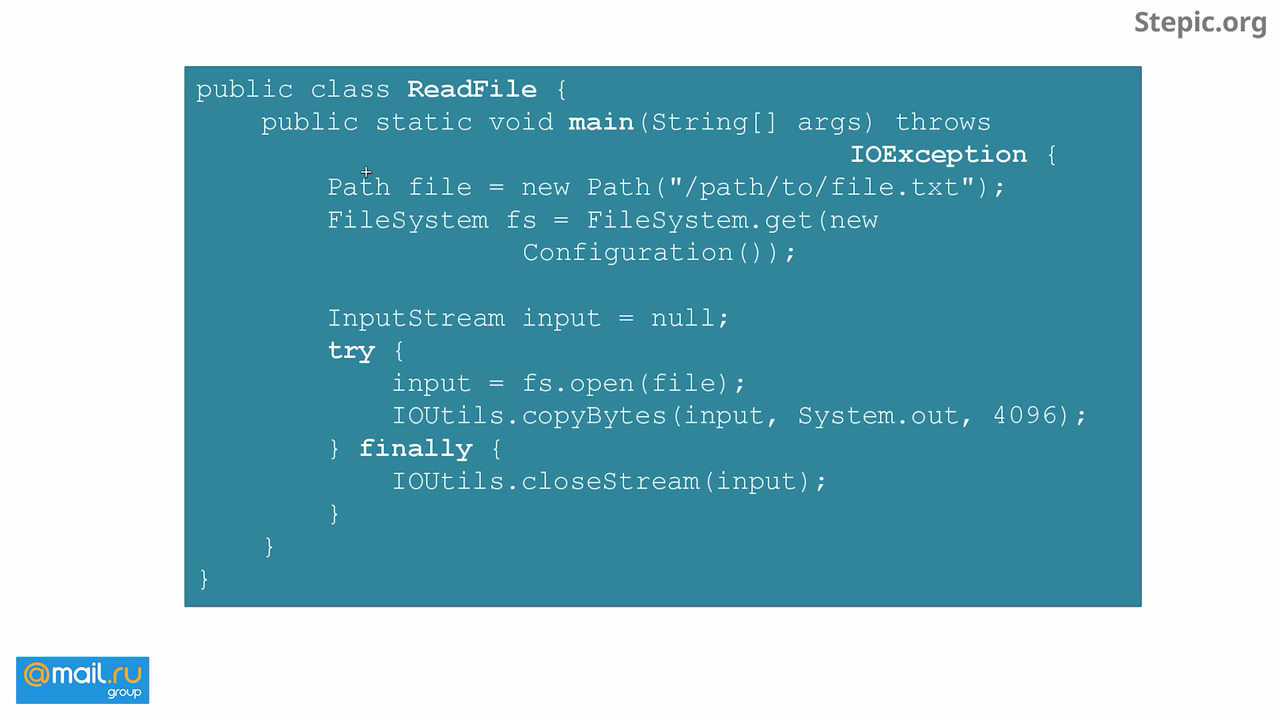 Stepic.org
public class ReadFile {
public static void main(String[] args) throws
IOException {
Path file = new Path("/path/to/file.txt");
FileSystem fs = FileSystem.get(new
Configuration());
InputStream input = null;
try {
input = fs.open(file);
IOUtils.copyBytes(input, System.out, 4096);
} finally {
IOUtils.closeStream(input);
}
}
}
@mail.ru
group